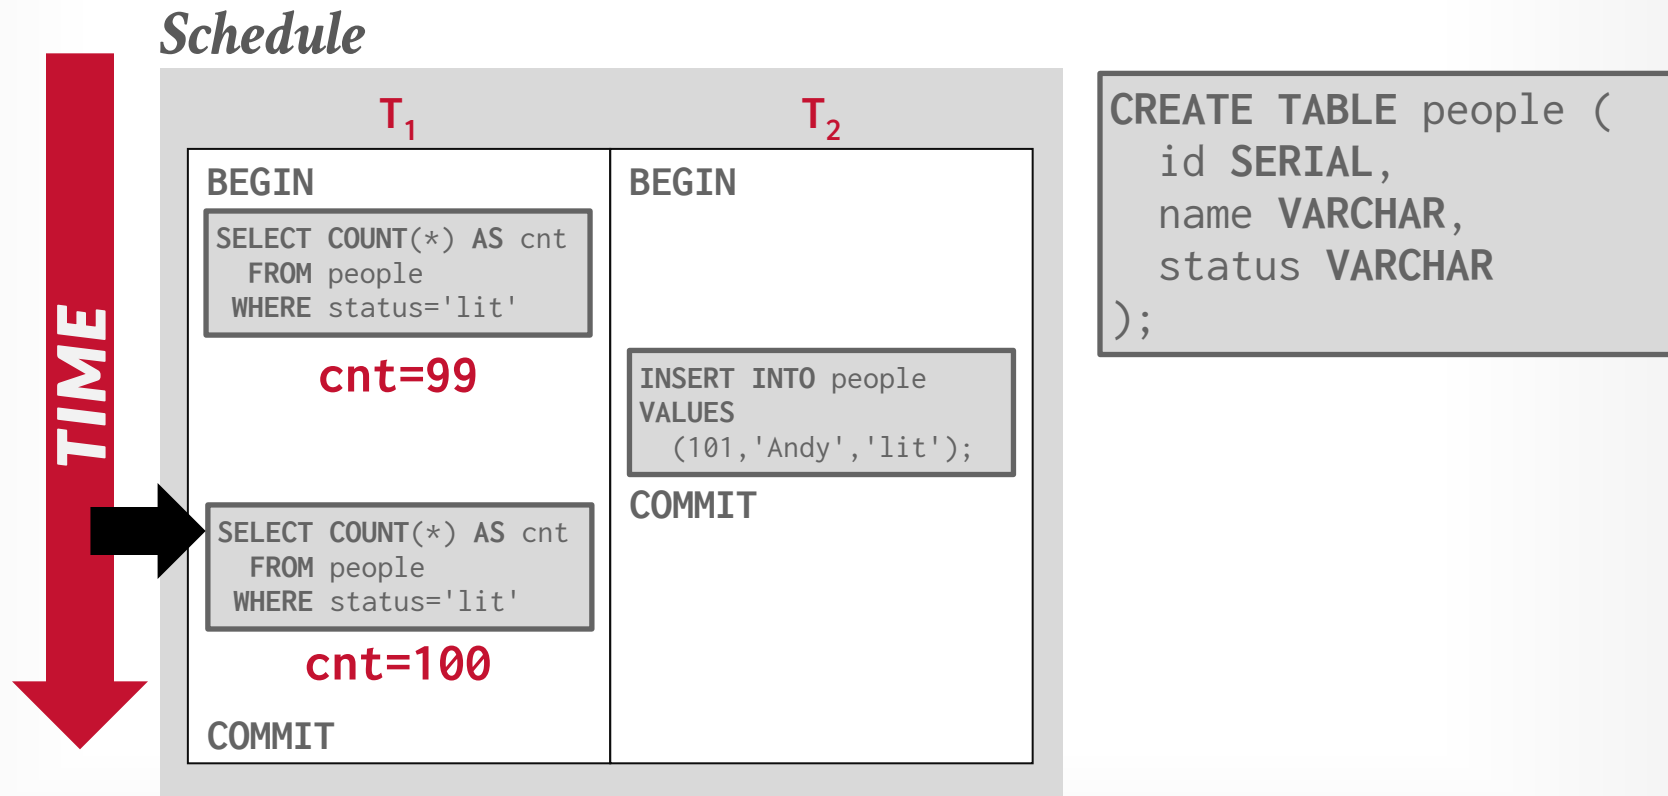 Schedule
TIME
T1
T2
BEGIN
SELECT COUNT(*) AS cnt
FROM people
WHERE status='lit'
cnt=99
SELECT COUNT(*) AS cnt
FROM people
WHERE status='lit'
cnt=100
COMMIT
BEGIN
INSERT INTO people
VALUES
(101,'Andy','lit');
COMMIT
CREATE TABLE people (
id SERIAL,
name VARCHAR,
status VARCHAR
);